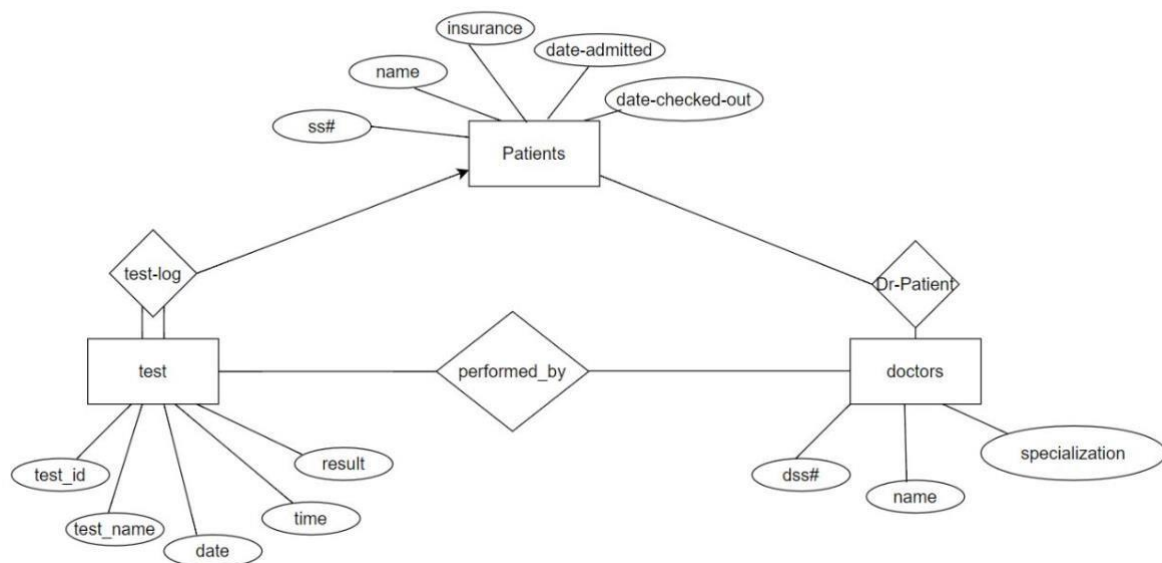 insurance
date-admitted
name
date-checked-out
ss#
Patients
test-log
Dr-Patient
test
performed_by
doctors
test_id
result
dss#
specialization
test_name
time
name
date